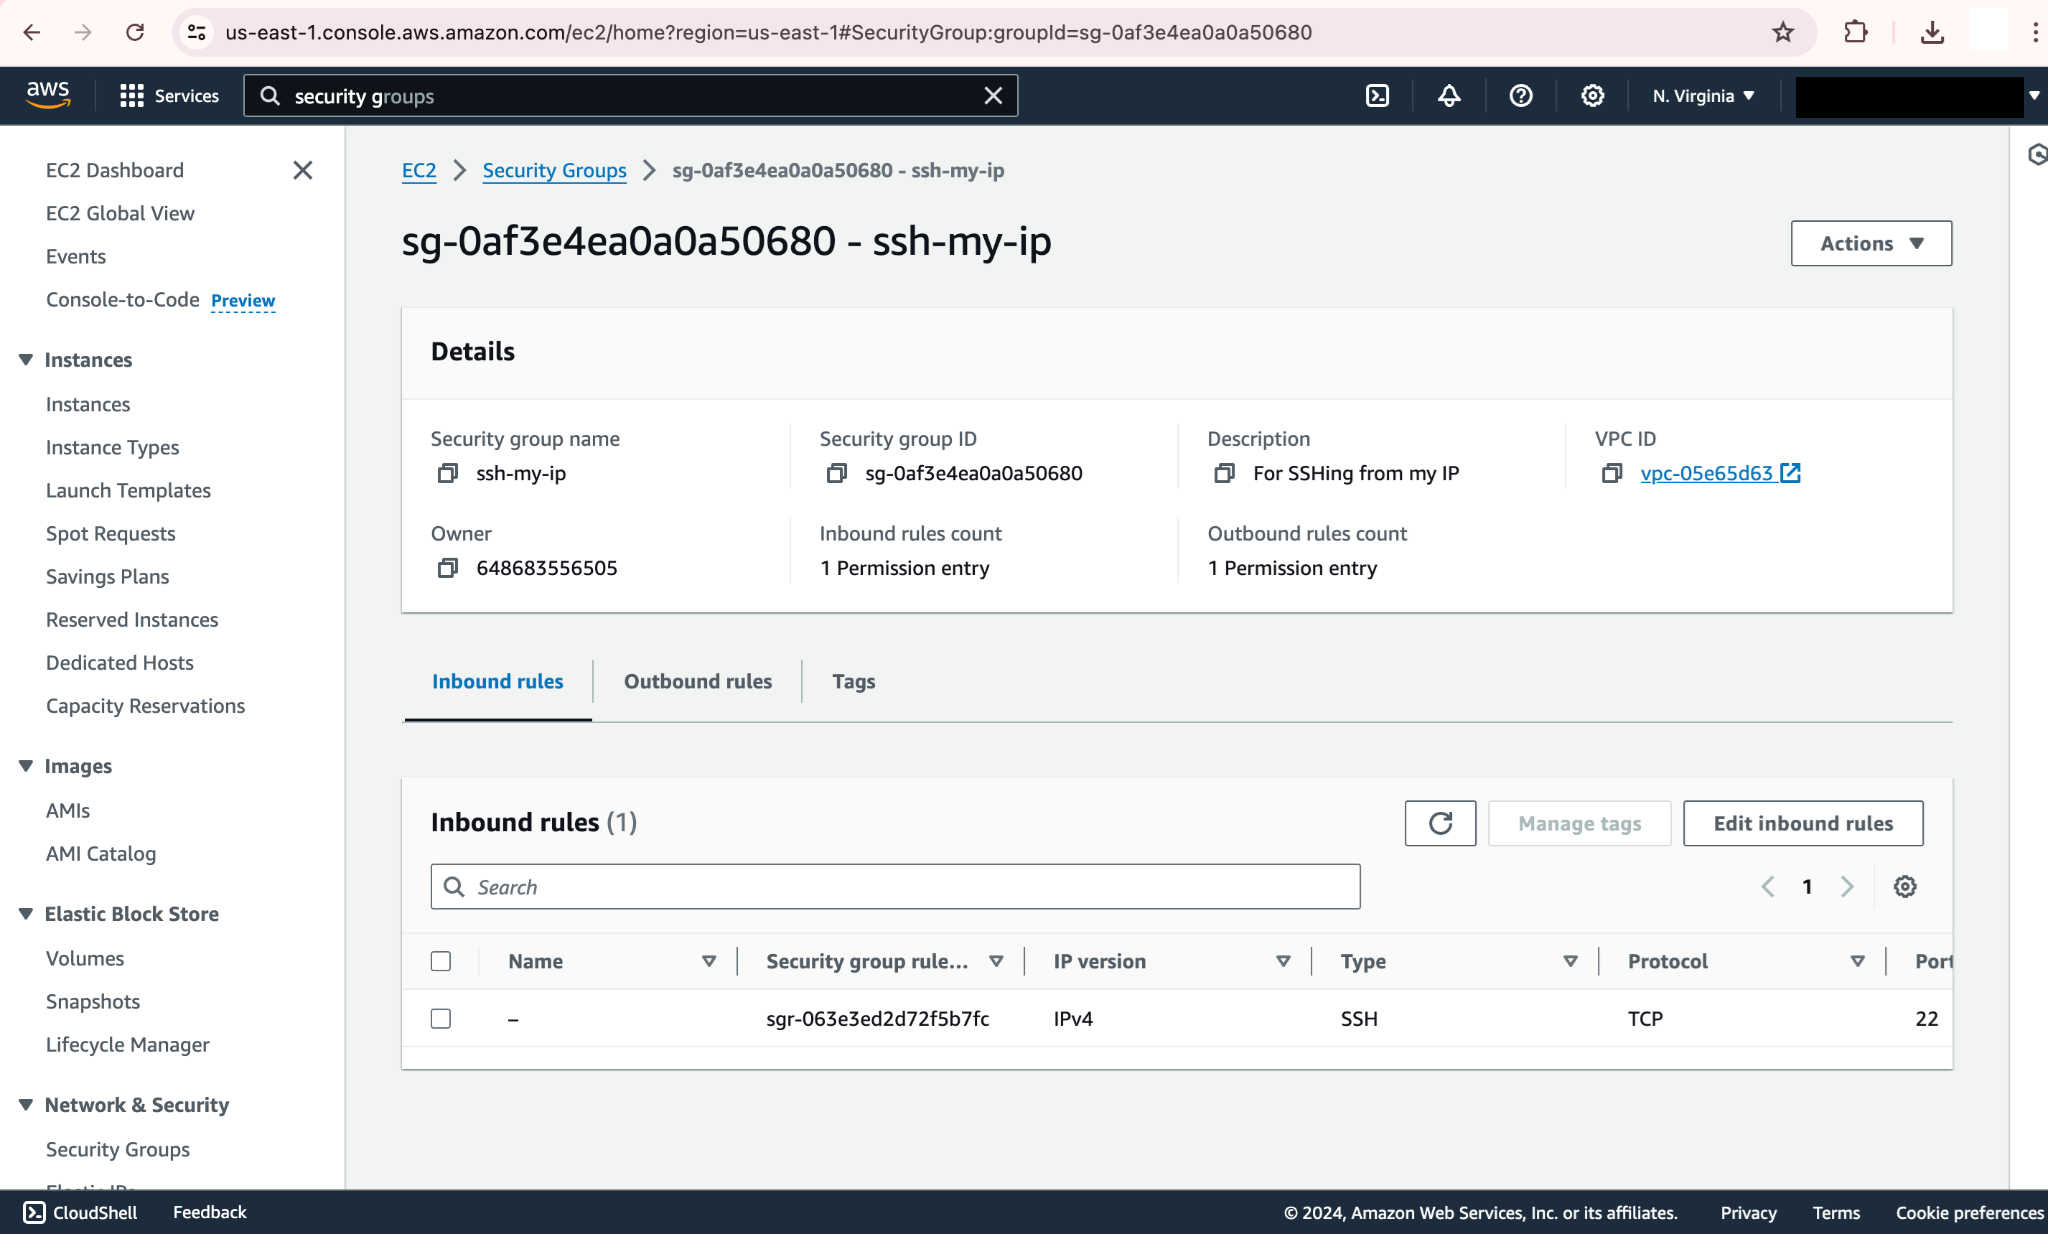 us-east-1.console.aws.amazon.com/ec2/home?region=us-east-1#SecurityGroup:groupId=sg-0af3e4ea0a0a50680
aws Services security groups N. Virginia
EC2 Dashboard
EC2 Global View
Events
Console-to-Code Preview
Instances
Instances
Instance Types
Launch Templates
Spot Requests
Savings Plans
Reserved Instances
Dedicated Hosts
Capacity Reservations
Images
AMIs
AMI Catalog
Elastic Block Store
Volumes
Snapshots
Lifecycle Manager
Network & Security
Security Groups
EC2 Security Groups sg-0af3e4ea0a0a50680 - ssh-my-ip
sg-0af3e4ea0a0a50680 - ssh-my-ip
Actions
Details
Security group name Security group ID Description VPC ID
ssh-my-ip sg-0af3e4ea0a0a50680 For SSHing from my IP vpc-05e65d63
Owner Inbound rules count Outbound rules count
648683556505 1 Permission entry 1 Permission entry
Inbound rules Outbound rules Tags
Inbound rules (1) Manage tags Edit inbound rules
Search 1
Name Security group rule... IP version Type Protocol Port
– sgr-063e3ed2d72f5b7fc IPv4 SSH TCP 22
CloudShell Feedback © 2024, Amazon Web Services, Inc. or its affiliates. Privacy Terms Cookie preferences